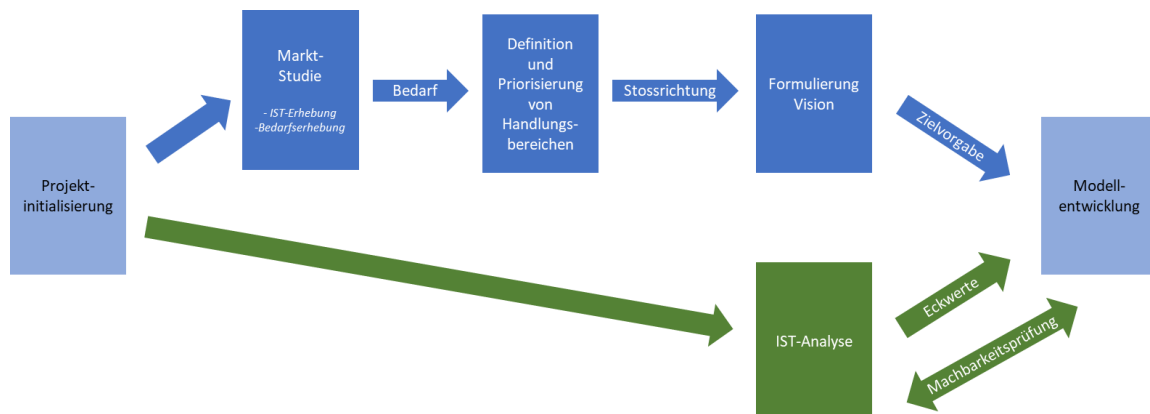 Projekt-
initialisierung
Markt-
Studie
- IST-Erhebung
-Bedarfserhebung
Bedarf
Definition
und
Priorisierung
von
Handlungs-
bereichen
Stossrichtung
Formulierung
Vision
Zielvorgabe
Modell-
entwicklung
IST-Analyse
Eckwerte
Machbarkeitsprüfung